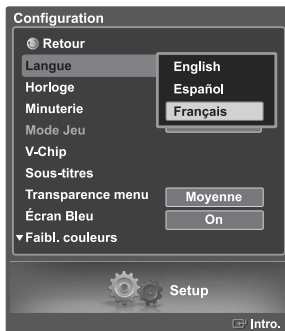 Configuration
Retour
Langue
English
Español
Français
Horloge
Minuterie
Mode Jeu
V-Chip
Sous-titres
Transparence menu Moyenne
Écran Bleu On
▼Faibl. couleurs
Setup
Intro.